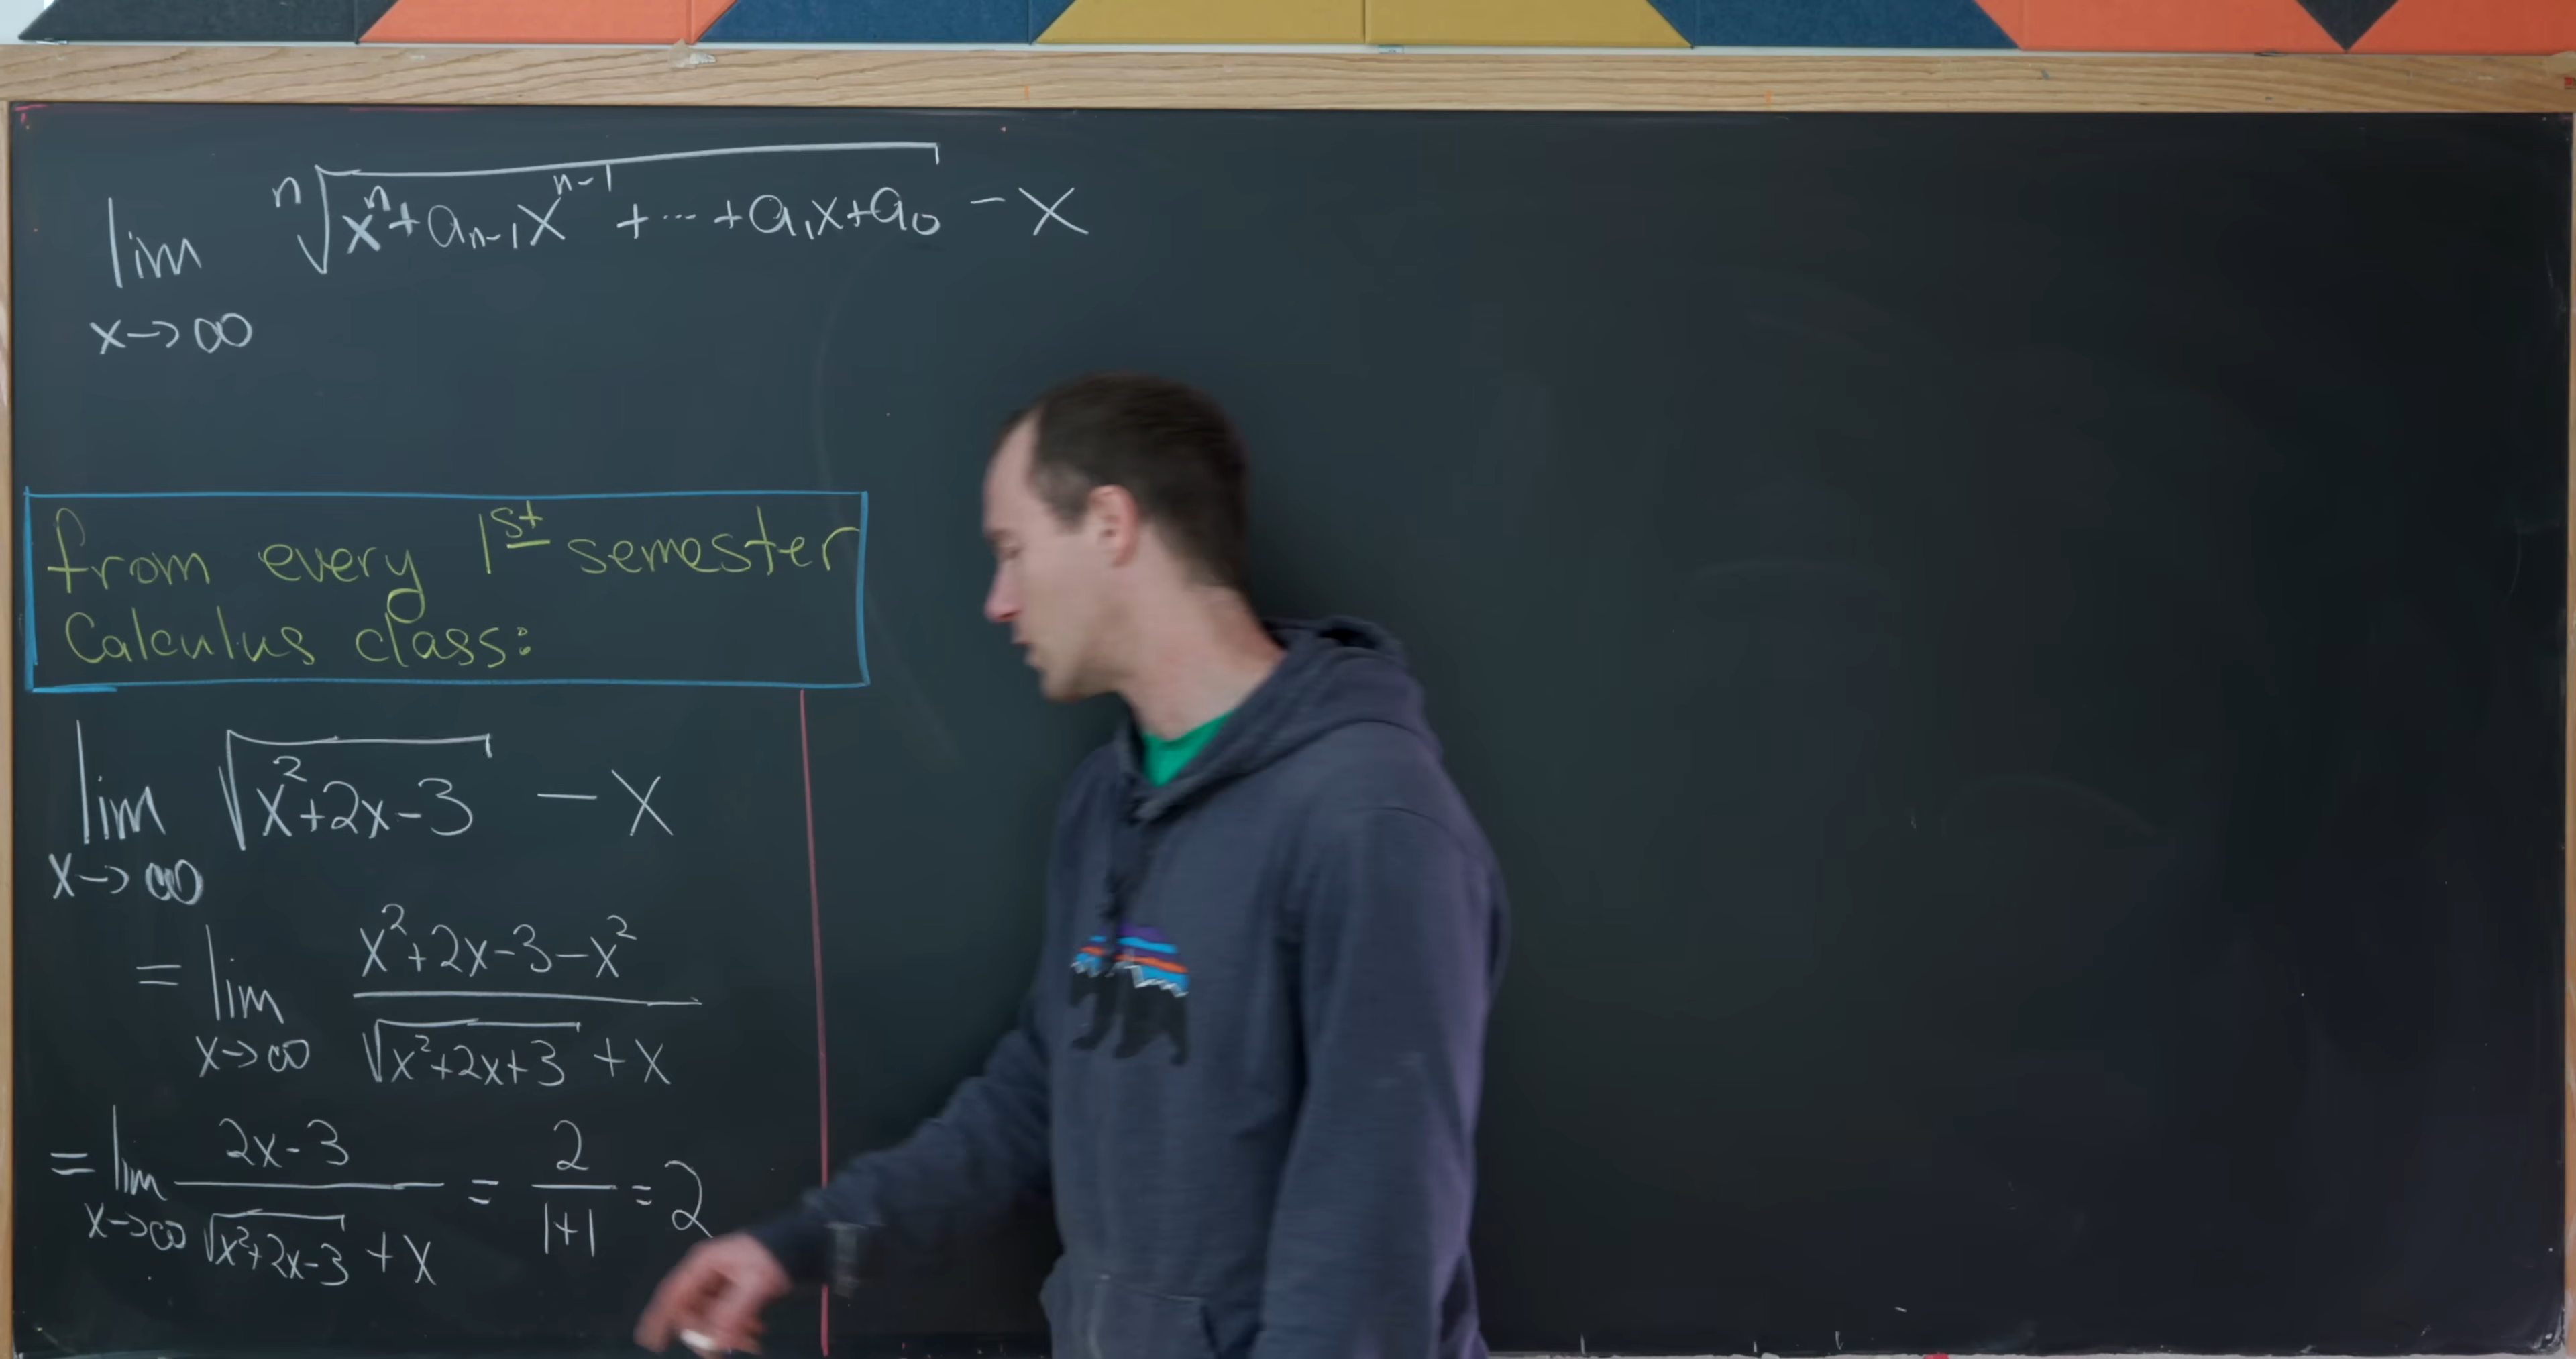 lim x→∞ ⁿ√(xⁿ + aₙ₋₁xⁿ⁻¹ + ··· + a₁x + a₀) − x
from every 1st semester
Calculus class:
lim x→∞ √(x²+2x-3) − x
= lim x→∞ (x²+2x-3-x²)/(√(x²+2x+3) + x)
= lim x→∞ (2x-3)/(√(x²+2x-3) + x) = 2/(1+1) = 2